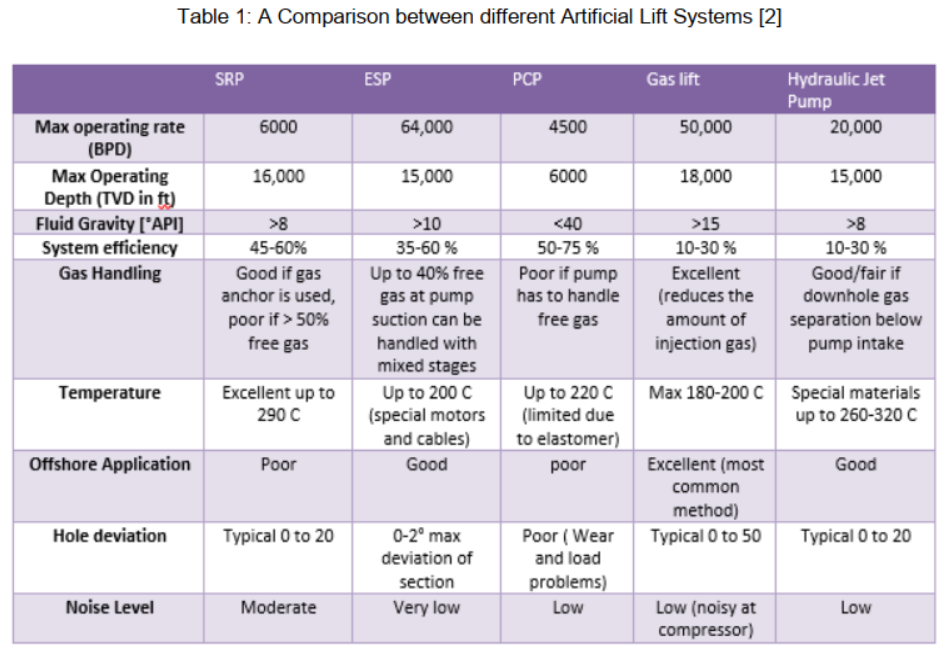 Table 1: A Comparison between different Artificial Lift Systems [2]
SRP ESP PCP Gas lift Hydraulic Jet
Pump
Max operating rate 6000 64,000 4500 50,000 20,000
(BPD)
Max Operating 16,000 15,000 6000 18,000 15,000
Depth (TVD in ft)
Fluid Gravity [°API] >8 >10 <40 >15 >8
System efficiency 45-60% 35-60 % 50-75 % 10-30 % 10-30 %
Gas Handling Good if gas Up to 40% free Poor if pump Excellent Good/fair if
anchor is used, gas at pump has to handle (reduces the downhole gas
poor if > 50% suction can be free gas amount of separation below
free gas handled with injection gas) pump intake
mixed stages
Temperature Excellent up to Up to 200 C Up to 220 C Max 180-200 C Special materials
290 C (special motors (limited due up to 260-320 C
and cables) to elastomer)
Offshore Application Poor Good poor Excellent (most Good
common
method)
Hole deviation Typical 0 to 20 0-2° max Poor ( Wear Typical 0 to 50 Typical 0 to 20
deviation of and load
section problems)
Noise Level Moderate Very low Low Low (noisy at Low
compressor)